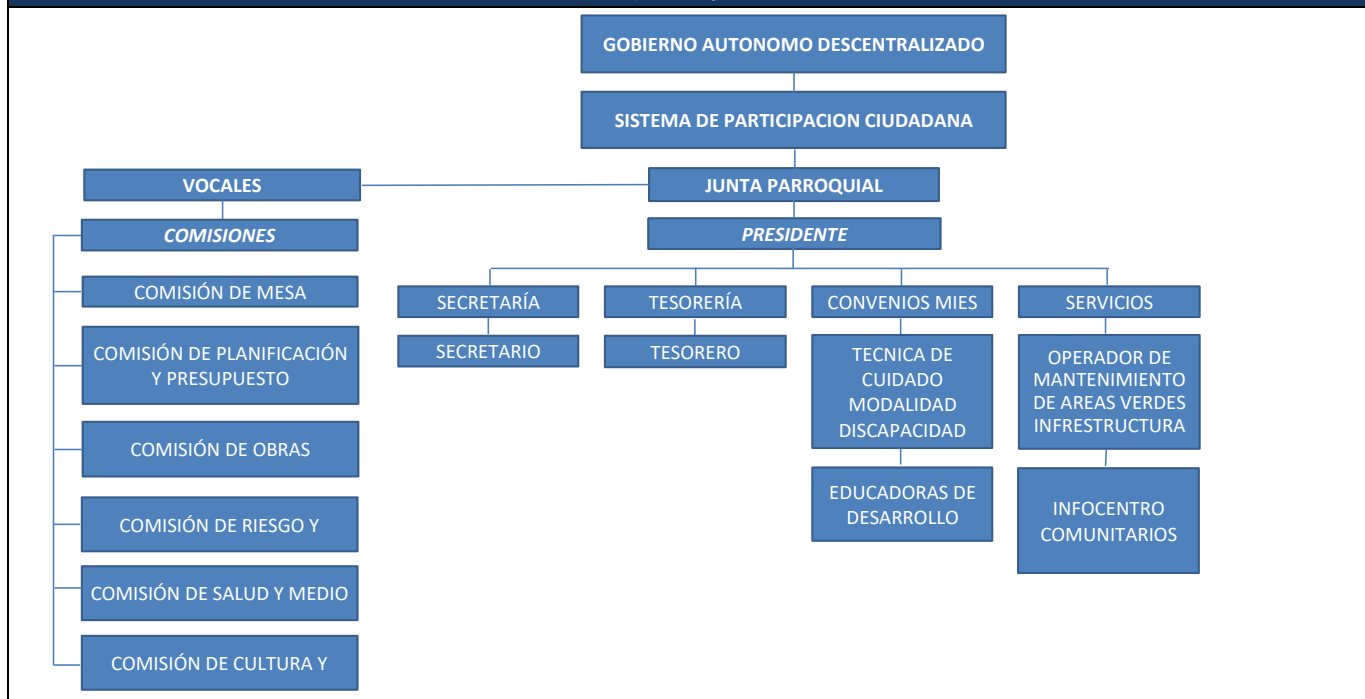 GOBIERNO AUTONOMO DESCENTRALIZADO
SISTEMA DE PARTICIPACION CIUDADANA
VOCALES
JUNTA PARROQUIAL
COMISIONES
PRESIDENTE
COMISIÓN DE MESA
COMISIÓN DE PLANIFICACIÓN
Y PRESUPUESTO
COMISIÓN DE OBRAS
COMISIÓN DE RIESGO Y
COMISIÓN DE SALUD Y MEDIO
COMISIÓN DE CULTURA Y
SECRETARÍA
SECRETARIO
TESORERÍA
TESORERO
CONVENIOS MIES
TECNICA DE
CUIDADO
MODALIDAD
DISCAPACIDAD
EDUCADORAS DE
DESARROLLO
SERVICIOS
OPERADOR DE
MANTENIMIENTO
DE AREAS VERDES
INFRESTRUCTURA
INFOCENTRO
COMUNITARIOS